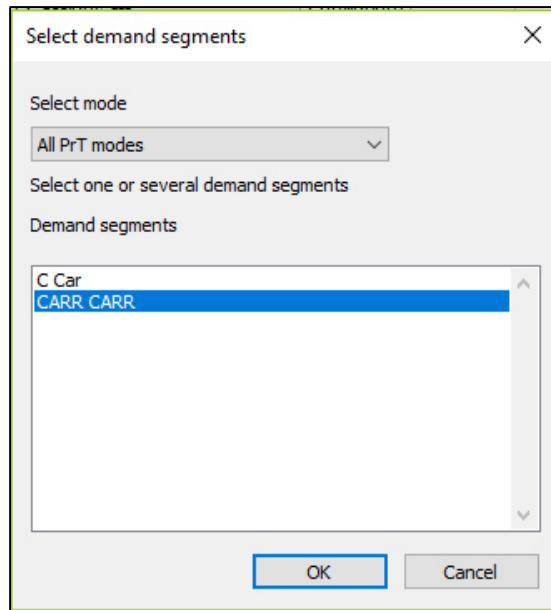 Select demand segments
Select mode
All PrT modes
Select one or several demand segments
Demand segments
C Car
CARR CARR
OK Cancel